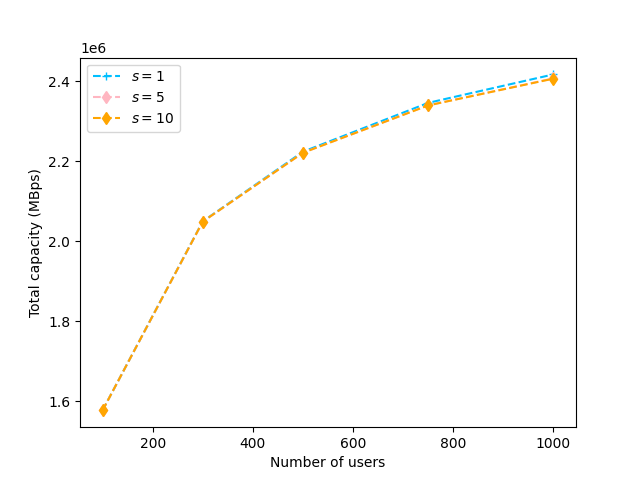 1e6
s = 1
s = 5
s = 10
2.4
2.2
2.0
1.8
1.6
Total capacity (MBps)
200 400 600 800 1000
Number of users